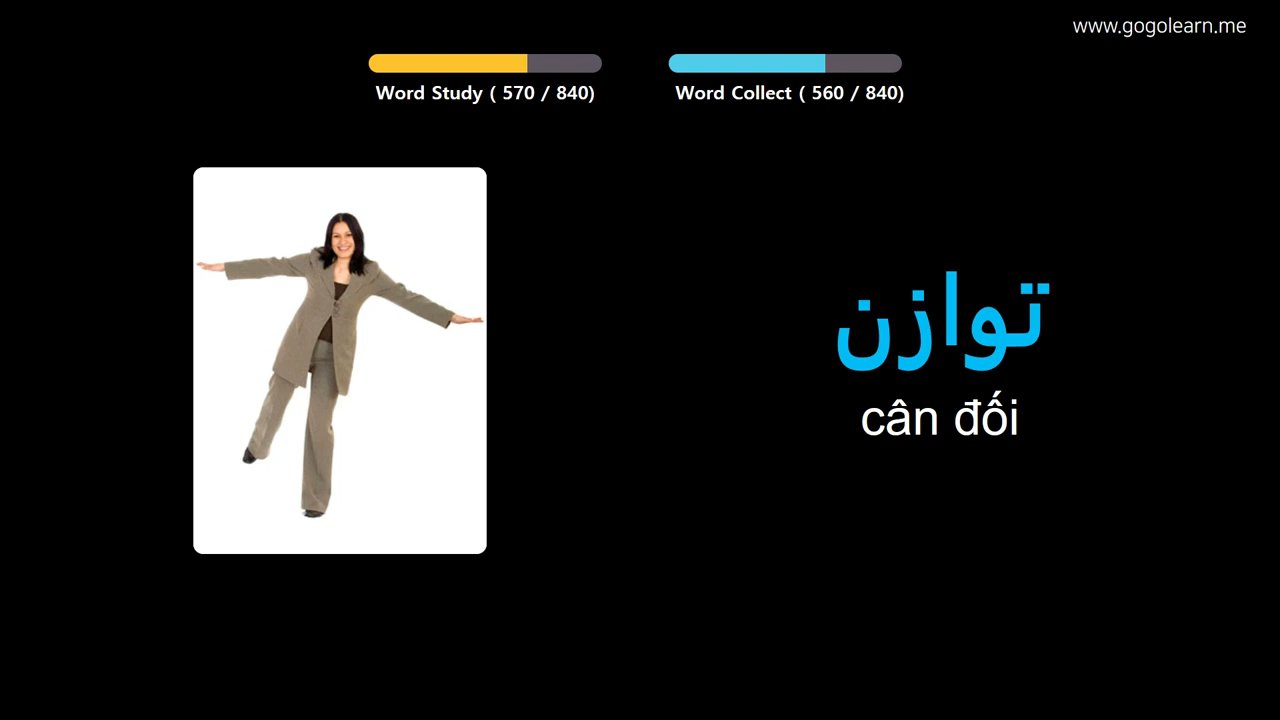 www.gogolearn.me
Word Study ( 570 / 840)
Word Collect ( 560 / 840)
توازن
cân đối